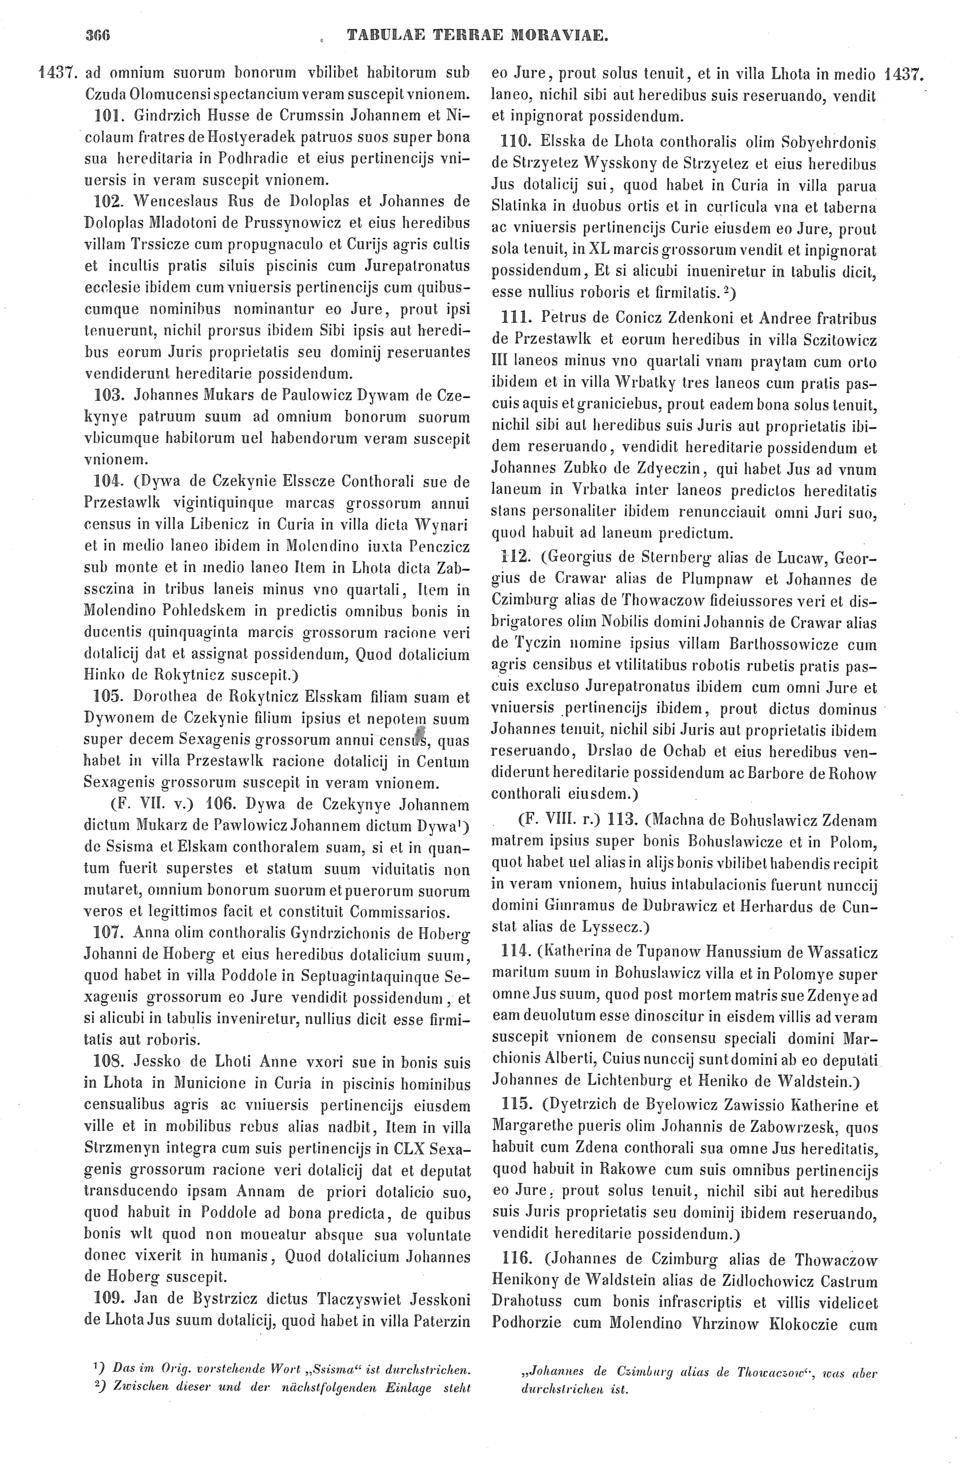 366
TABULAE TERRAE MORAVIAE.
1437. ad omnium suorum bonorum vbilibet habitorum sub
Czuda Olomucensi spectancium veram suscepit vnionem.
101. Gindrzich Husse de Crumssin Johannem et Ni-
colaum fratres de Hostyeradek patruos suos super bona
sua hereditaria in Podhradie et eius pertinencijs vni-
uersis in veram suscepit vnionem.
102. Wenceslaus Rus de Doloplas et Johannes de
Doloplas Mladotoni de Prussynowicz et eius heredibus
villam Trssicze cum propugnaculo et Curijs agris cultis
et incultis pratis siluis piscinis cum Jurepatronatus
ecclesie ibidem cum vniuersis pertinencijs cum quibus-
cumque nominibus nominantur eo Jure, prout ipsi
tenuerunt, nichil prorsus ibidem Sibi ipsis aut heredi-
bus eorum Juris proprietatis seu dominij reseruantes
vendiderunt hereditarie possidendum.
103. Johannes Mukars de Paulowicz Dywam de Cze-
kynye patruum suum ad omnium bonorum suorum
vbicumque habitorum uel habendorum veram suscepit
vnionem.
104. (Dywa de Czekynie Elsscze Conthorali sue de
Przestawlk vigintiquinque marcas grossorum annui
census in villa Libenicz in Curia in villa dicta Wynari
et in medio laneo ibidem in Molendino iuxta Penczicz
sub monte et in medio laneo Item in Lhota dicta Zab-
ssczina in tribus laneis minus vno quartali, Item in
Molendino Pohledskem in predictis omnibus bonis in
ducentis quinquaginta marcis grossorum racione veri
dotalicij dat et assignat possidendum, Quod dotalicium
Hinko de Rokytnicz suscepit.)
105. Dorothea de Rokytnicz Elsskam filiam suam et
Dywonem de Czekynie filium ipsius et nepotem suum
super decem Sexagenis grossorum annui census, quas
habet in villa Przestawlk racione dotalicij in Centum
Sexagenis grossorum suscepit in veram vnionem.
(F. VII. v.) 106. Dywa de Czekynye Johannem
dictum Mukarz de Pawlowicz Johannem dictum Dywa¹)
de Ssisma et Elskam conthoralem suam, si et in quan-
tum fuerit superstes et statum suum viduitatis non
mutaret, omnium bonorum suorum et puerorum suorum
veros et legittimos facit et constituit Commissarios.
107. Anna olim conthoralis Gyndrzichonis de Hoberg
Johanni de Hoberg et eius heredibus dotalicium suum,
quod habet in villa Poddole in Septuagintaquinque Se-
xagenis grossorum eo Jure vendidit possidendum, et
si alicubi in tabulis inveniretur, nullius dicit esse firmi-
tatis aut roboris.
108. Jessko de Lhoti Anne vxori sue in bonis suis
in Lhota in Municione in Curia in piscinis hominibus
censualibus agris ac vniuersis pertinencijs eiusdem
ville et in mobilibus rebus alias nadbit, Item in villa
Strzmenyn integra cum suis pertinencijs in CLX Sexa-
genis grossorum racione veri dotalicij dat et deputat
transducendo ipsam Annam de priori dotalicio suo,
quod habuit in Poddole ad bona predicta, de quibus
bonis wlt quod non moueatur absque sua voluntate
donec vixerit in humanis, Quod dotalicium Johannes
de Hoberg suscepit.
109. Jan de Bystrzicz dictus Tlaczyswiet Jesskoni
de Lhota Jus suum dotalicij, quod habet in villa Paterzin
eo Jure, prout solus tenuit, et in villa Lhota in medio 1437.
laneo, nichil sibi aut heredibus suis reseruando, vendit
et inpignorat possidendum.
110. Elsska de Lhota conthoralis olim Sobyehrdonis
de Strzyetez Wysskony de Strzyetez et eius heredibus
Jus dotalicij sui, quod habet in Curia in villa parua
Slatinka in duobus ortis et in curticula vna et taberna
ac vniuersis pertinencijs Curie eiusdem eo Jure, prout
sola tenuit, in XL marcis grossorum vendit et inpignorat
possidendum, Et si alicubi inueniretur in tabulis dicit,
esse nullius roboris et firmitatis.²)
111. Petrus de Conicz Zdenkoni et Andree fratribus
de Przestawlk et eorum heredibus in villa Sczitowicz
III laneos minus vno quartali vnam praytam cum orto
ibidem et in villa Wrbatky tres laneos cum pratis pas-
cuis aquis et graniciebus, prout eadem bona solus tenuit,
nichil sibi aut heredibus suis Juris aut proprietatis ibi-
dem reseruando, vendidit hereditarie possidendum et
Johannes Zubko de Zdyeczin, qui habet Jus ad vnum
laneum in Vrbatka inter laneos predictos hereditatis
stans personaliter ibidem renuncciauit omni Juri suo,
quod habuit ad laneum predictum.
112. (Georgius de Sternberg alias de Lucaw, Geor-
gius de Crawar alias de Plumpnaw et Johannes de
Czimburg alias de Thowaczow fideiussores veri et dis-
brigatores olim Nobilis domini Johannis de Crawar alias
de Tyczin nomine ipsius villam Barthossowicze cum
agris censibus et vtilitatibus robotis rubetis pratis pas-
cuis excluso Jurepatronatus ibidem cum omni Jure et
vniuersis pertinencijs ibidem, prout dictus dominus
Johannes tenuit, nichil sibi Juris aut proprietatis ibidem
reseruando, Drslao de Ochab et eius heredibus ven-
diderunt hereditarie possidendum ac Barbore de Rohow
conthorali eiusdem.)
(F. VIII. r.) 113. (Machna de Bohuslawicz Zdenam
matrem ipsius super bonis Bohuslawicze et in Polom,
quot habet uel alias in alijs bonis vbilibet habendis recipit
in veram vnionem, huius intabulacionis fuerunt nunccij
domini Gimramus de Dubrawicz et Herhardus de Cun-
stat alias de Lyssecz.)
114. (Katherina de Tupanow Hanussium de Wassaticz
maritum suum in Bohuslawicz villa et in Polomye super
omne Jus suum, quod post mortem matris sue Zdenye ad
eam deuolutum esse dinoscitur in eisdem villis ad veram
suscepit vnionem de consensu speciali domini Mar-
chionis Alberti, Cuius nunccij sunt domini ab eo deputati
Johannes de Lichtenburg et Heniko de Waldstein.)
115. (Dyetrzich de Byelowicz Zawissio Katherine et
Margarethe pueris olim Johannis de Zabowrzesk, quos
habuit cum Zdena conthorali sua omne Jus hereditatis,
quod habuit in Rakowe cum suis omnibus pertinencijs
eo Jure, prout solus tenuit, nichil sibi aut heredibus
suis Juris proprietatis seu dominij ibidem reseruando,
vendidit hereditarie possidendum.)
116. (Johannes de Czimburg alias de Thowaczow
Henikony de Waldstein alias de Zidlochowicz Castrum
Drahotuss cum bonis infrascriptis et villis videlicet
Podhorzie cum Molendino Vhrzinow Klokoczie cum
¹) Das im Orig. vorstehende Wort „Ssisma“ ist durchstrichen.
²) Zwischen dieser und der nächstfolgenden Einlage steht
„Johannes de Czimburg alias de Thowaczow“, was aber
durchstrichen ist.